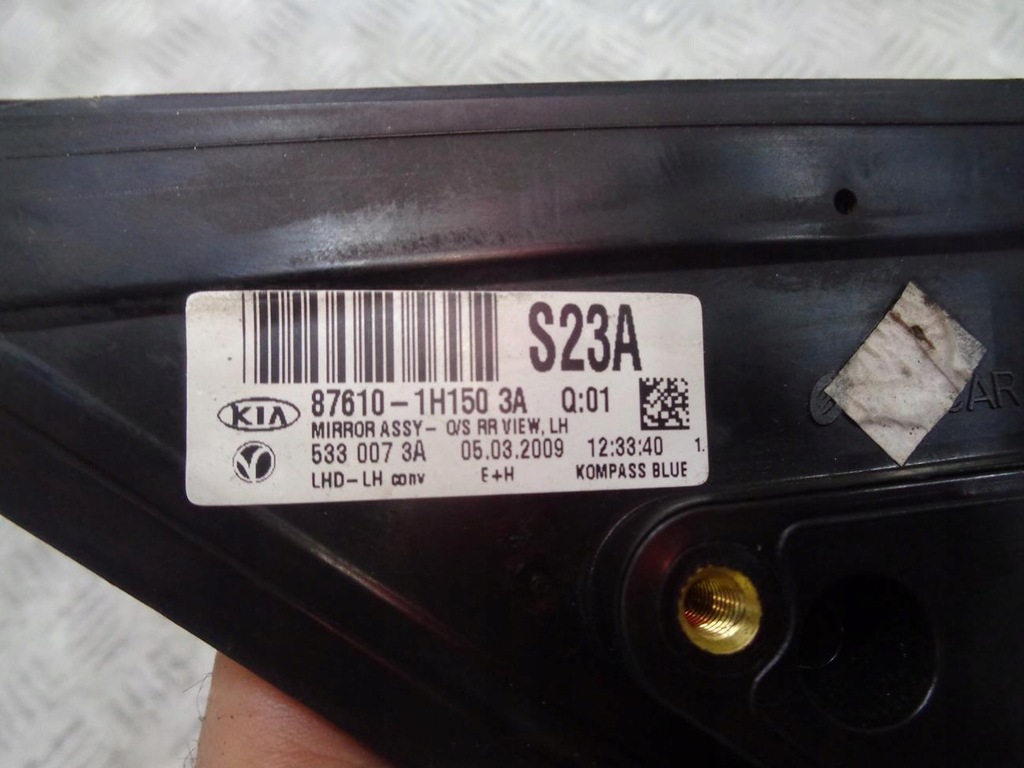 S23A
KIA 87610-1H150 3A Q:01
MIRROR ASSY- O/S RR VIEW, LH
533 007 3A 05.03.2009 12:33:40 1.
LHD-LH conv E+H KOMPASS BLUE
CAR